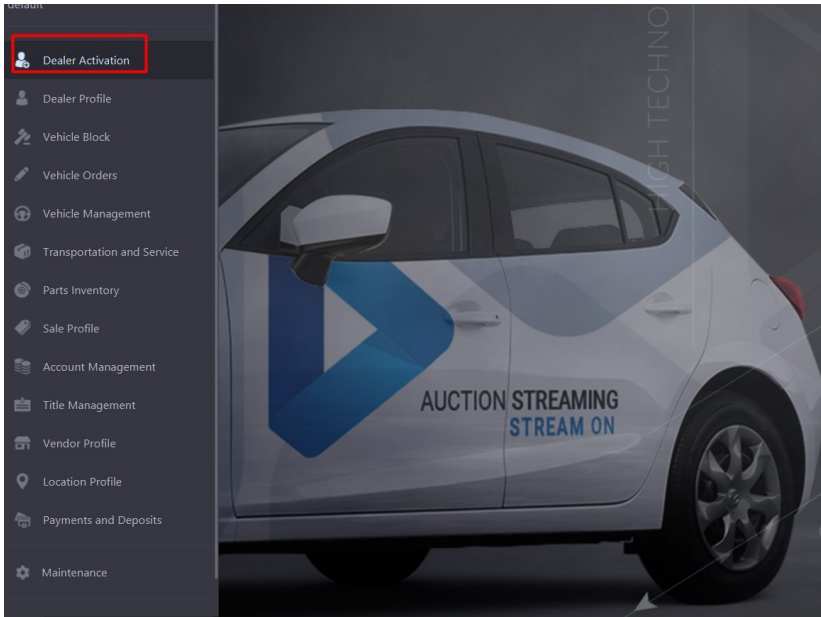 default
Dealer Activation
Dealer Profile
Vehicle Block
Vehicle Orders
Vehicle Management
Transportation and Service
Parts Inventory
Sale Profile
Account Management
Title Management
Vendor Profile
Location Profile
Payments and Deposits
Maintenance
HIGH TECHNO
AUCTION STREAMING
STREAM ON